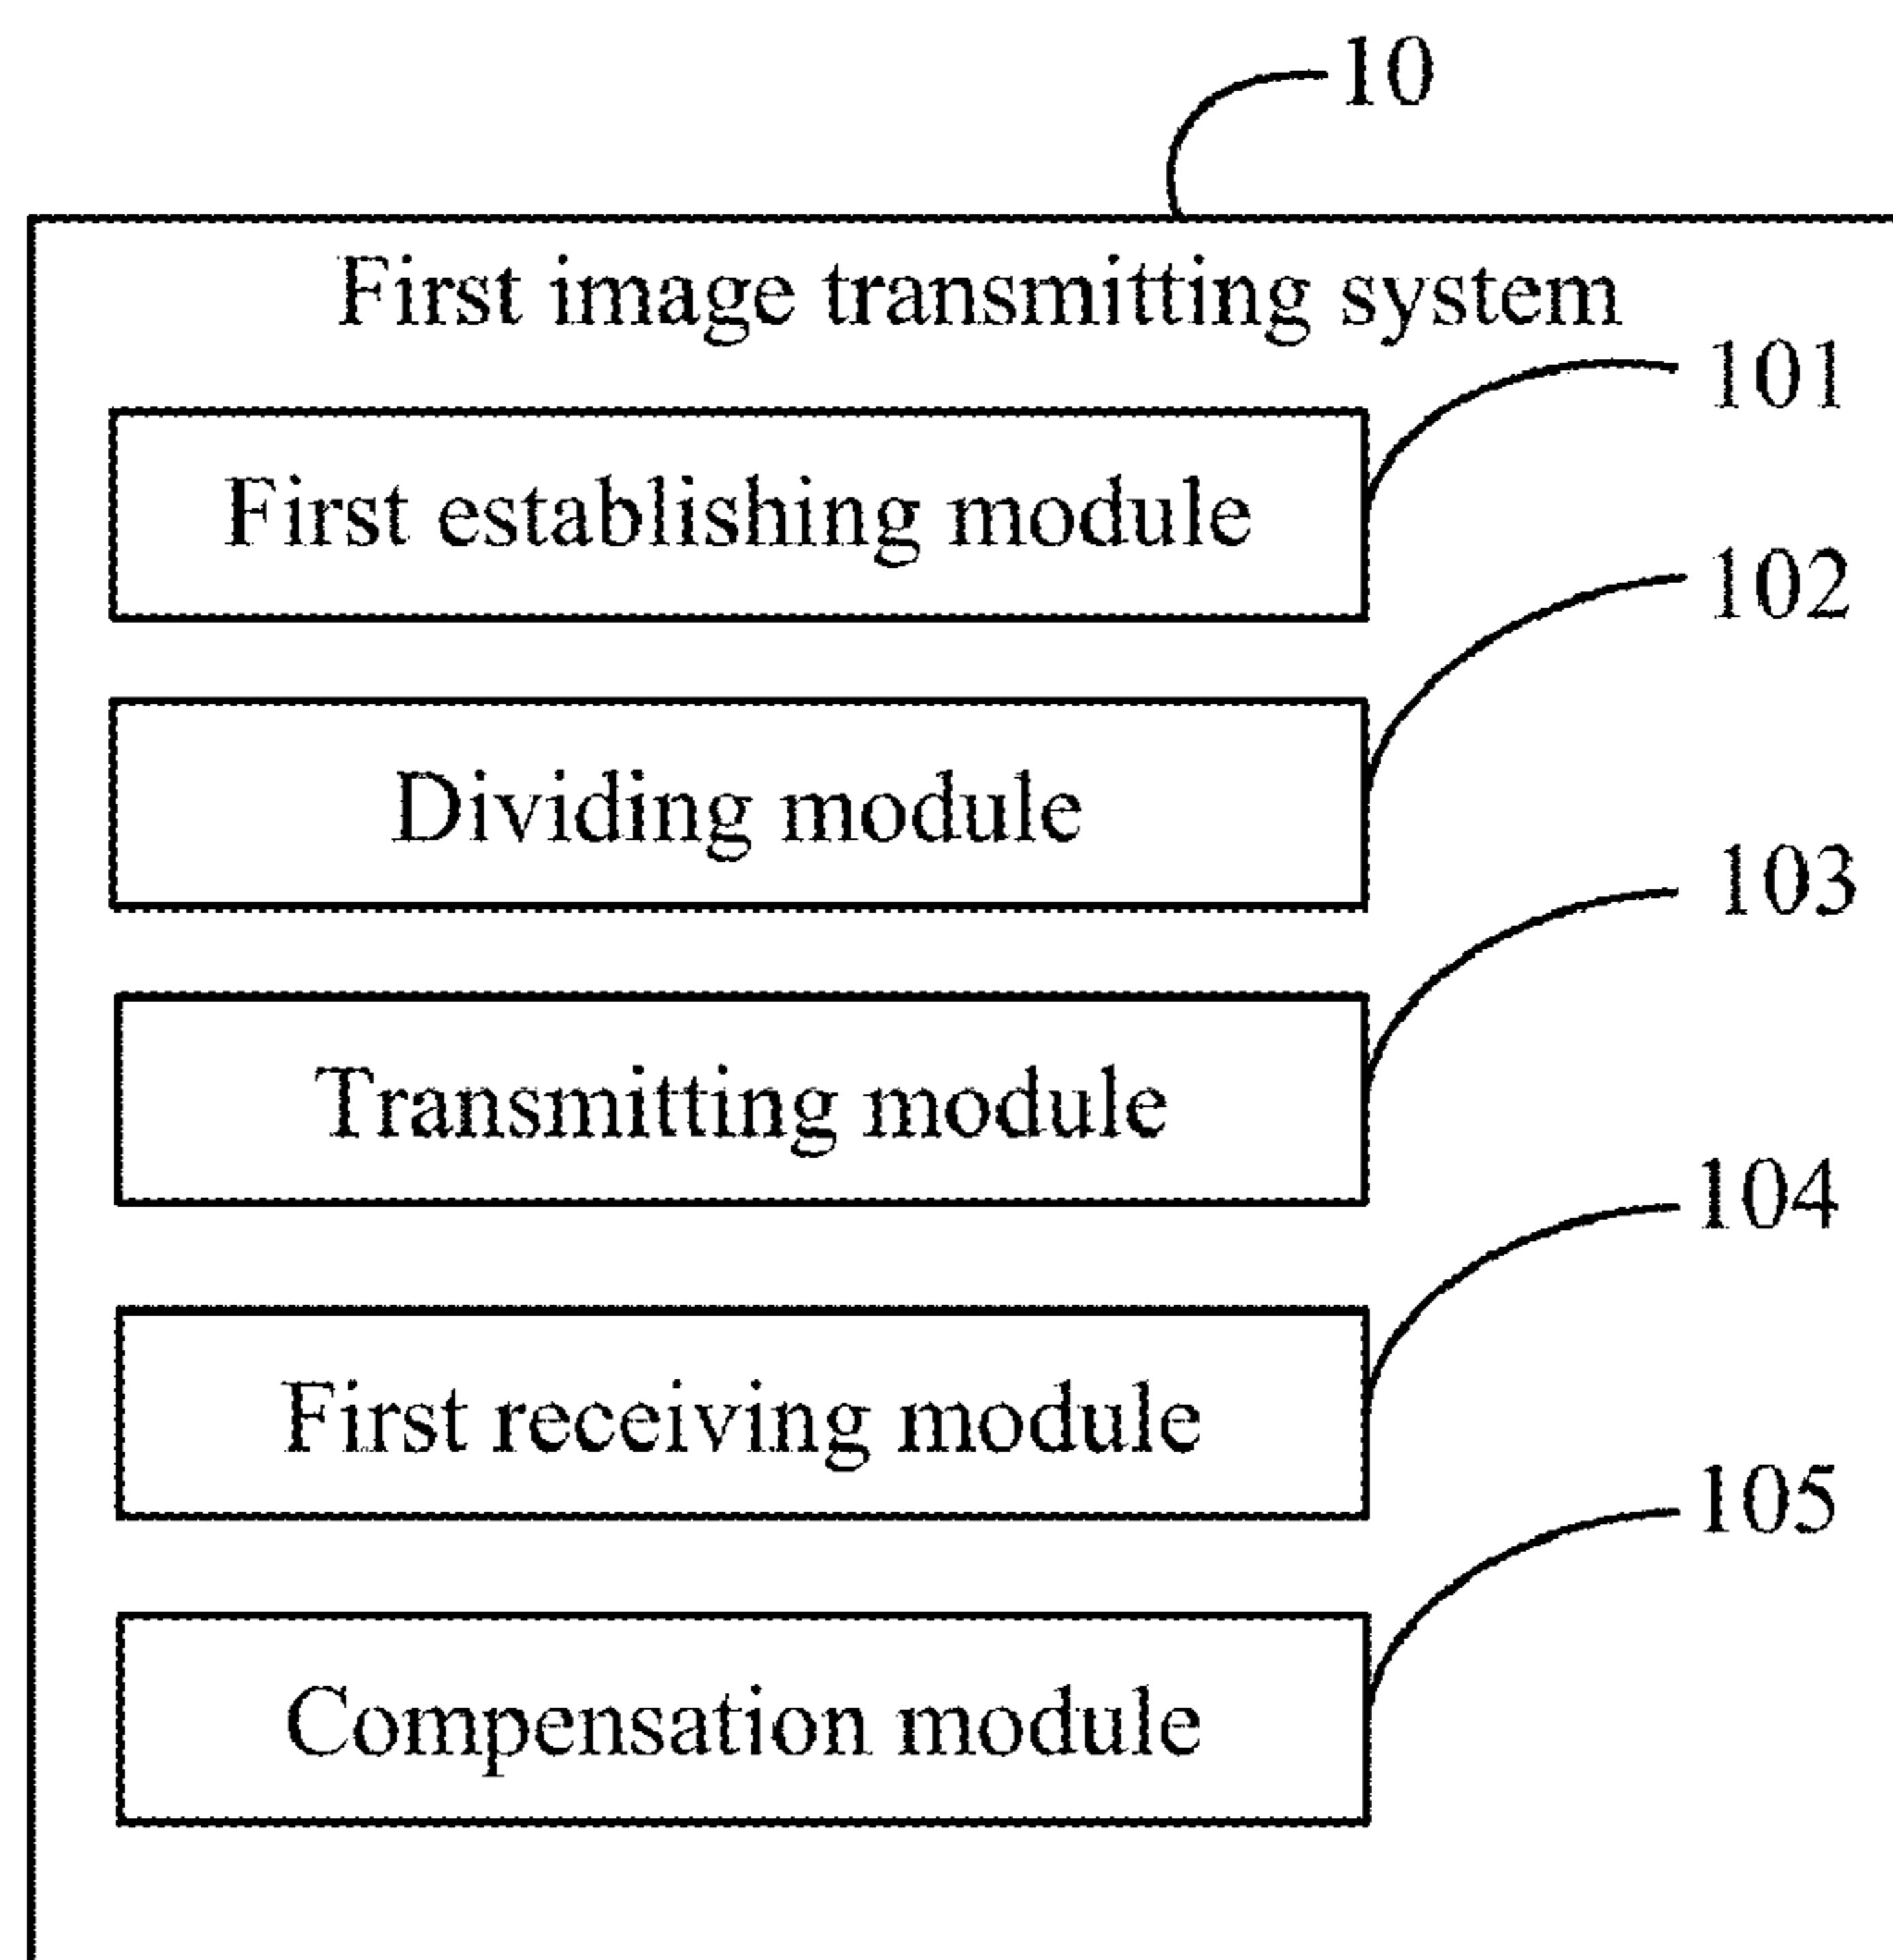 10
First image transmitting system
101
First establishing module
102
Dividing module
103
Transmitting module
104
First receiving module
105
Compensation module